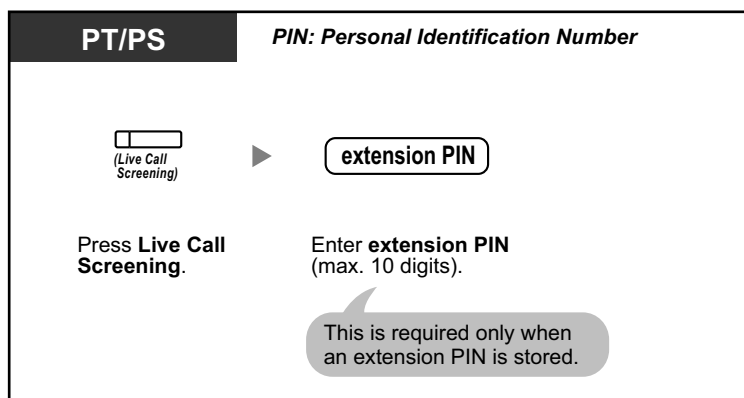 PT/PS
PIN: Personal Identification Number
(Live Call
Screening)
extension PIN
Press Live Call
Screening.
Enter extension PIN
(max. 10 digits).
This is required only when
an extension PIN is stored.